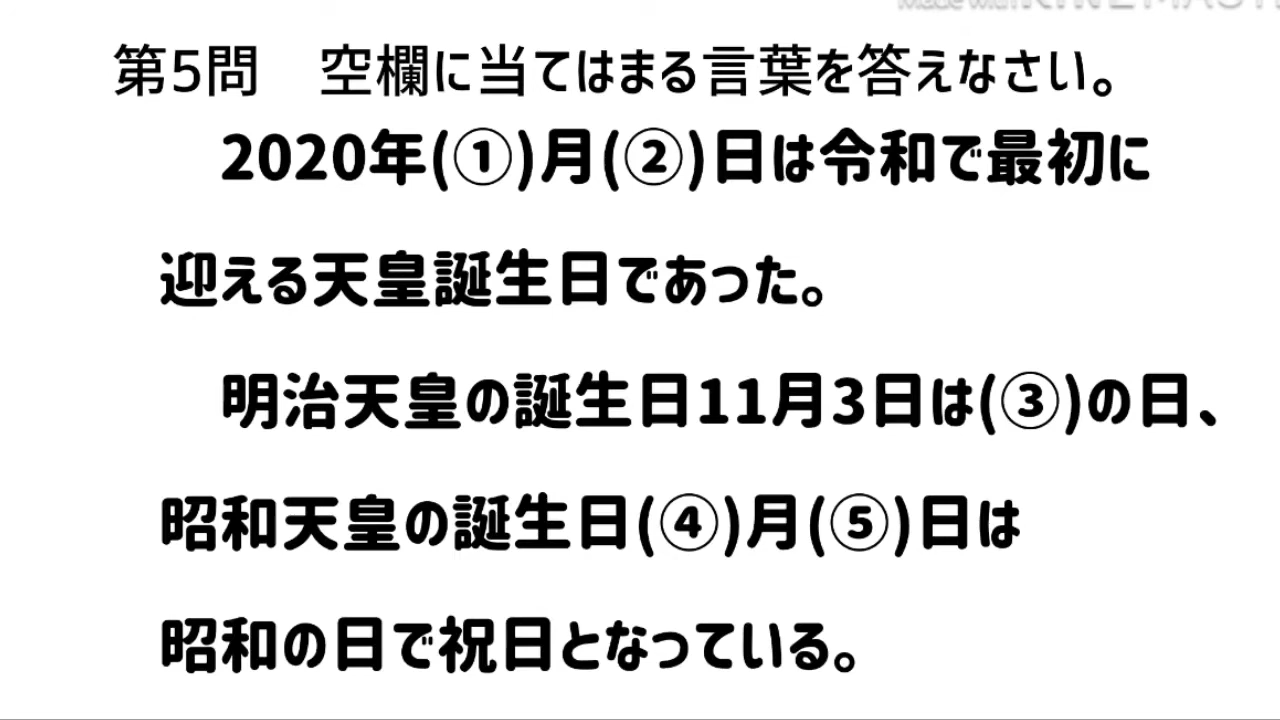 Made with KINEMASTER
第5問　空欄に当てはまる言葉を答えなさい。
2020年(①)月(②)日は令和で最初に
迎える天皇誕生日であった。
明治天皇の誕生日11月3日は(③)の日、
昭和天皇の誕生日(④)月(⑤)日は
昭和の日で祝日となっている。